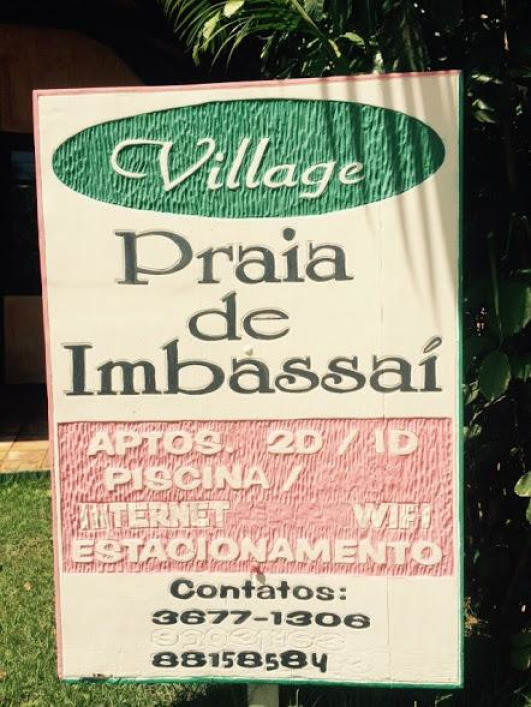 Village
Praia
de
Imbassaí
APTOS. 2D / 1D
PISCINA /
INTERNET WIFI
ESTACIONAMENTO
Contatos:
3677-1306
88158584